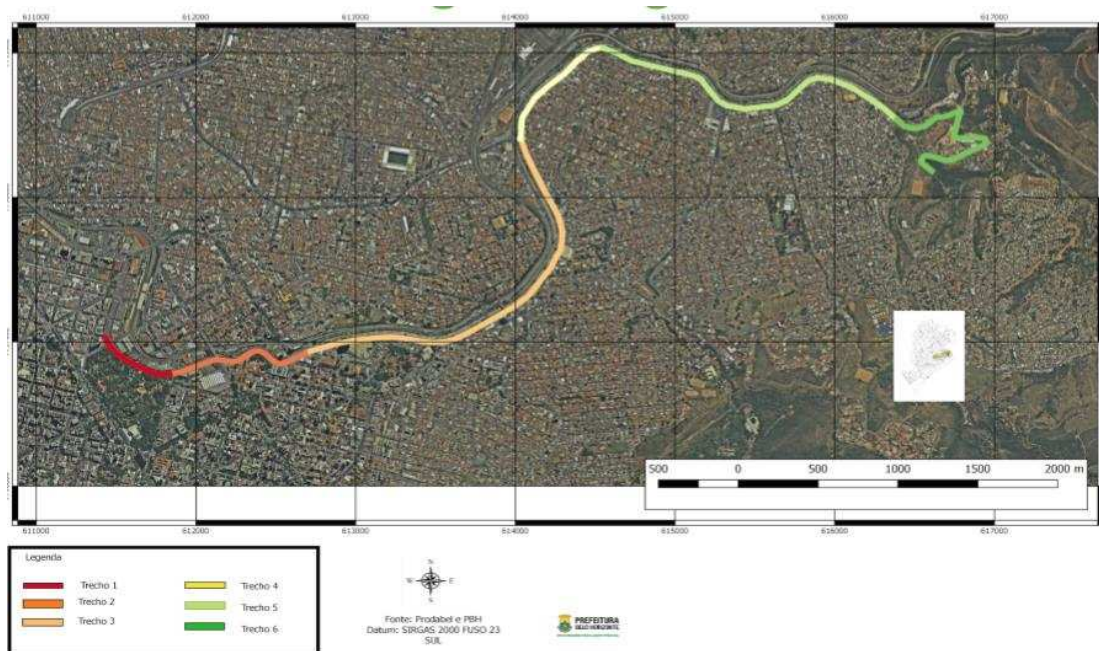 611000 612000 613000 614000 615000 616000 617000
500 0 500 1000 1500 2000 m
611000 612000 613000 614000 615000 616000 617000
Legenda
Trecho 1
Trecho 2
Trecho 3
Trecho 4
Trecho 5
Trecho 6
N
W E
S
Fonte: Prodabel e PBH
Datum: SIRGAS 2000 FUSO 23
SUL
PREFEITURA
BELO HORIZONTE